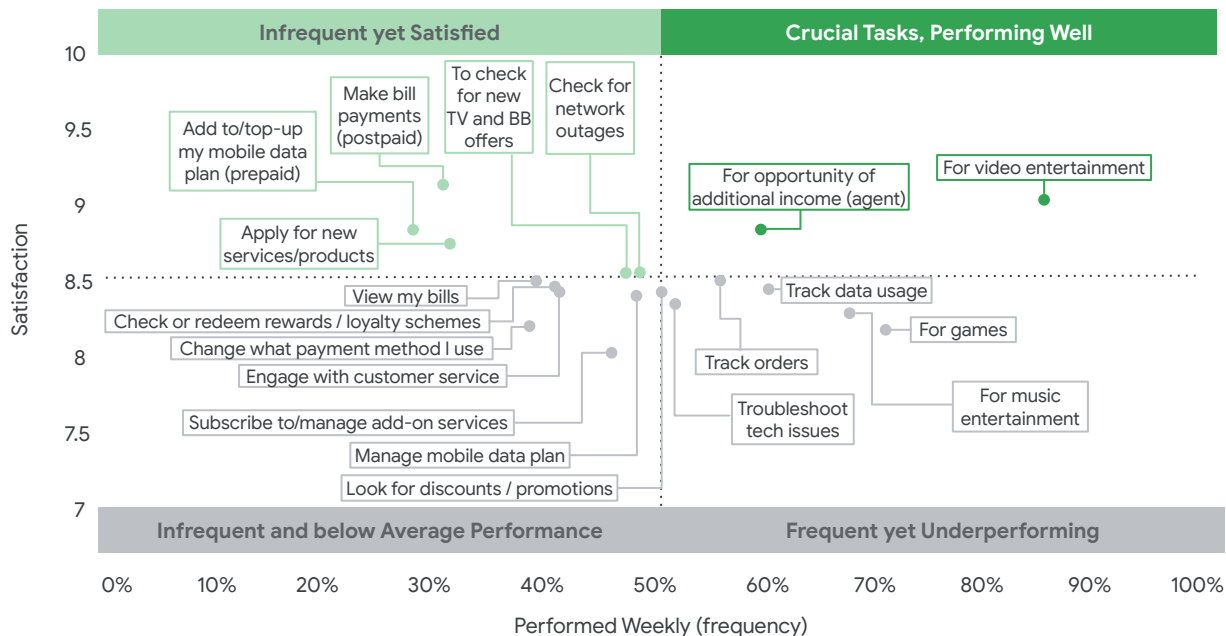 Infrequent yet Satisfied
Crucial Tasks, Performing Well
10
9.5
9
8.5
8
7.5
7
Satisfaction
Add to/top-up
my mobile data
plan (prepaid)
Make bill
payments
(postpaid)
To check
for new
TV and BB
offers
Check for
network
outages
For opportunity of
additional income (agent)
For video entertainment
Apply for new
services/products
View my bills
Check or redeem rewards / loyalty schemes
Change what payment method I use
Engage with customer service
Subscribe to/manage add-on services
Manage mobile data plan
Look for discounts / promotions
Track data usage
For games
Track orders
For music
entertainment
Troubleshoot
tech issues
Infrequent and below Average Performance
Frequent yet Underperforming
0% 10% 20% 30% 40% 50% 60% 70% 80% 90% 100%
Performed Weekly (frequency)